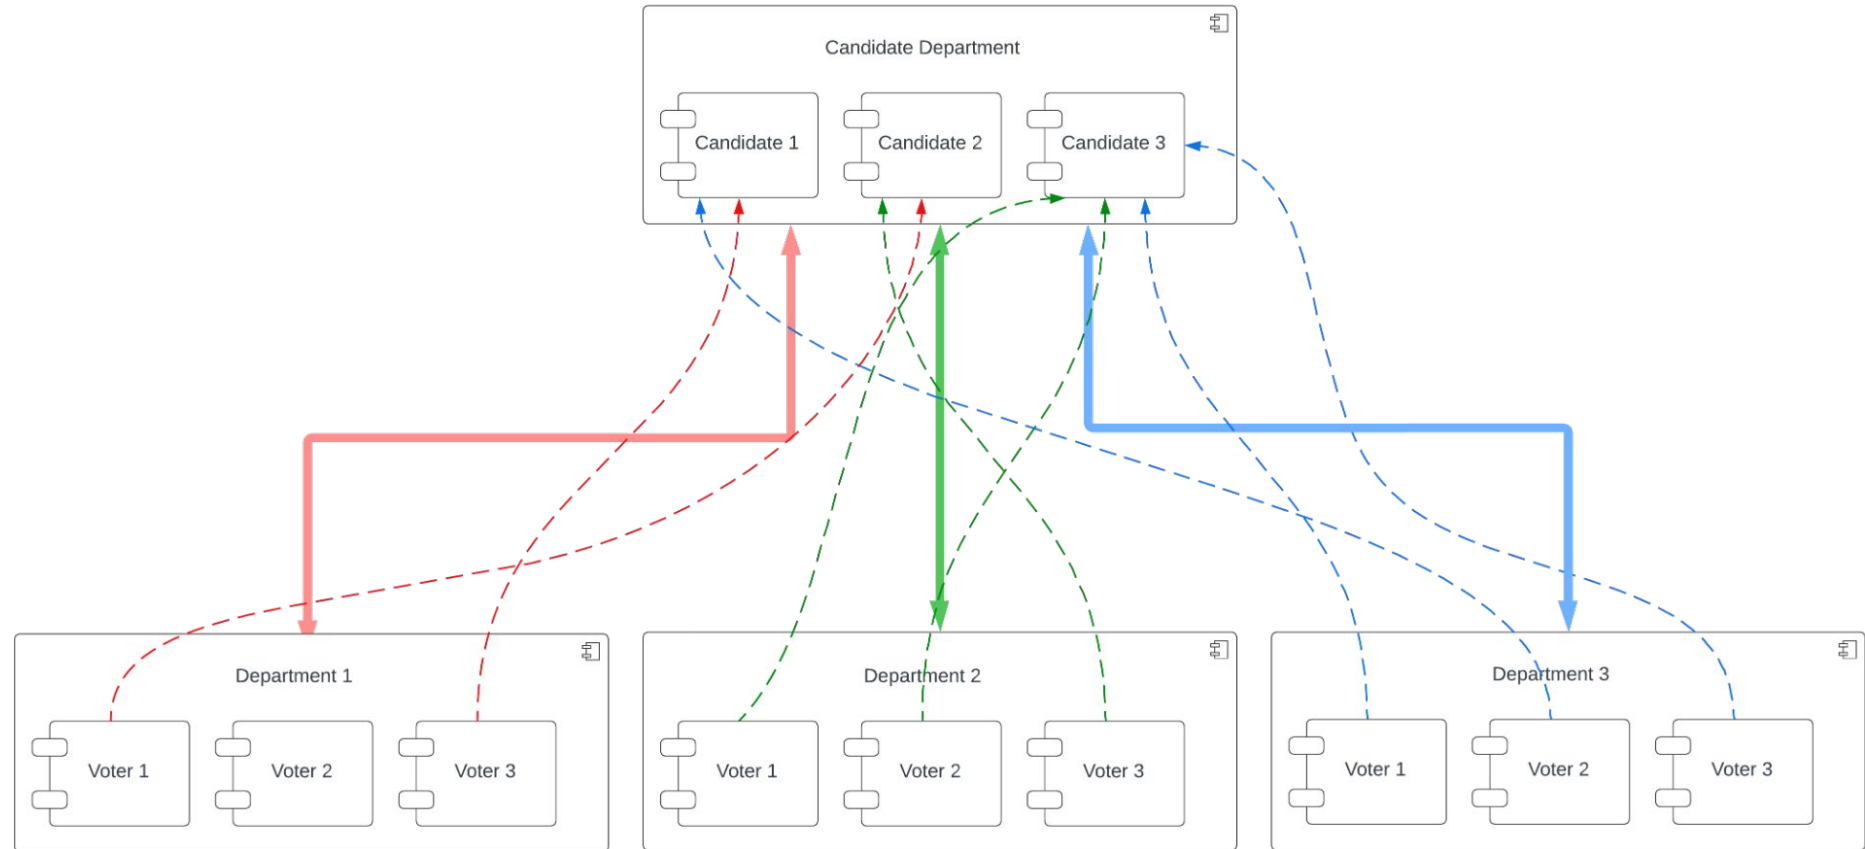 Candidate Department
Candidate 1
Candidate 2
Candidate 3
Department 1
Voter 1
Voter 2
Voter 3
Department 2
Voter 1
Voter 2
Voter 3
Department 3
Voter 1
Voter 2
Voter 3